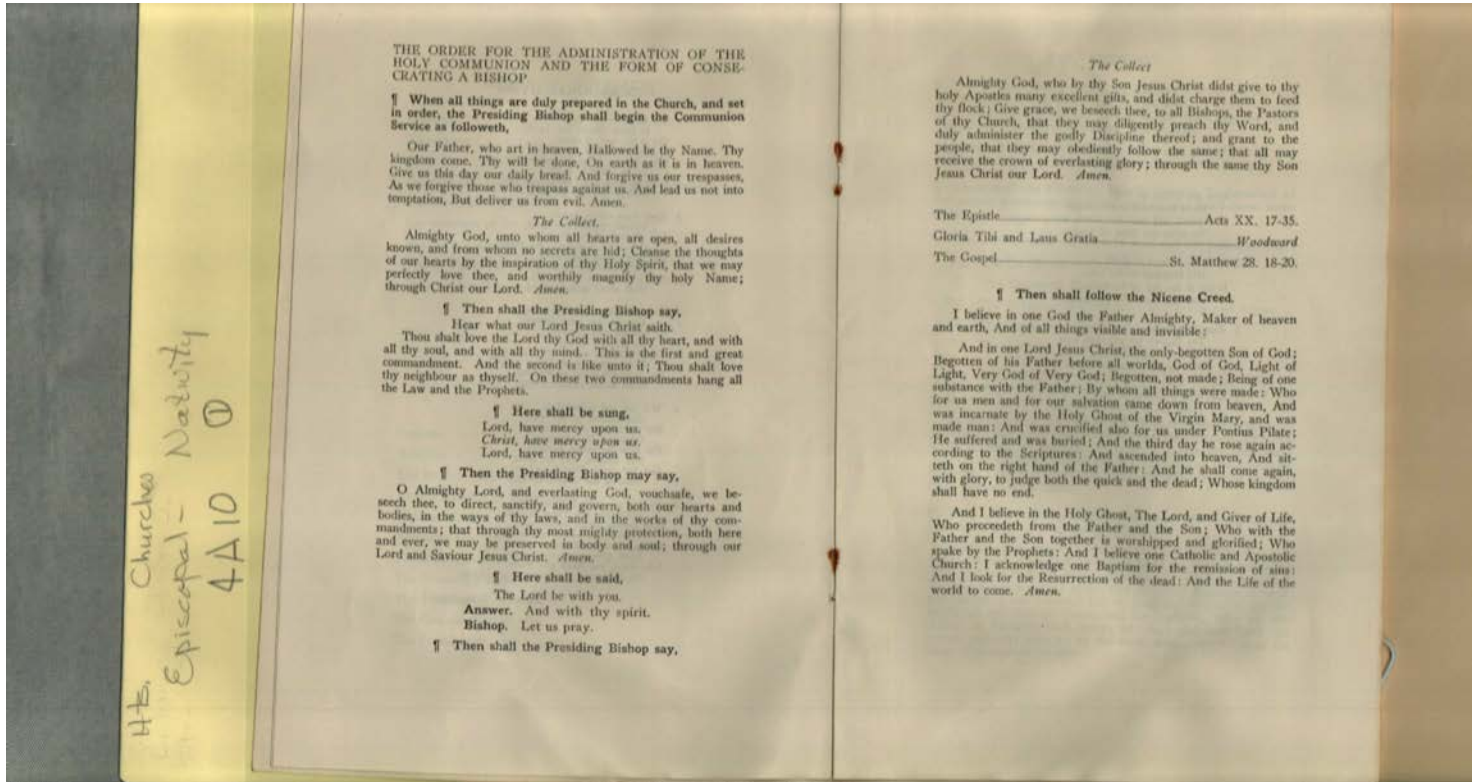 Hts. Churches
Episcopal - Nativity
4A10 ①
THE ORDER FOR THE ADMINISTRATION OF THE
HOLY COMMUNION AND THE FORM OF CONSE-
CRATING A BISHOP
¶ When all things are duly prepared in the Church, and set
in order, the Presiding Bishop shall begin the Communion
Service as followeth,
Our Father, who art in heaven, Hallowed be thy Name. Thy
kingdom come. Thy will be done, On earth as it is in heaven.
Give us this day our daily bread. And forgive us our trespasses,
As we forgive those who trespass against us. And lead us not into
temptation, But deliver us from evil. Amen.
The Collect.
Almighty God, unto whom all hearts are open, all desires
known, and from whom no secrets are hid; Cleanse the thoughts
of our hearts by the inspiration of thy Holy Spirit, that we may
perfectly love thee, and worthily magnify thy holy Name;
through Christ our Lord. Amen.
¶ Then shall the Presiding Bishop say,
Hear what our Lord Jesus Christ saith.
Thou shalt love the Lord thy God with all thy heart, and with
all thy soul, and with all thy mind. This is the first and great
commandment. And the second is like unto it; Thou shalt love
thy neighbour as thyself. On these two commandments hang all
the Law and the Prophets.
¶ Here shall be sung,
Lord, have mercy upon us.
Christ, have mercy upon us.
Lord, have mercy upon us.
¶ Then the Presiding Bishop may say,
O Almighty Lord, and everlasting God, vouchsafe, we be-
seech thee, to direct, sanctify, and govern, both our hearts and
bodies, in the ways of thy laws, and in the works of thy com-
mandments; that through thy most mighty protection, both here
and ever, we may be preserved in body and soul; through our
Lord and Saviour Jesus Christ. Amen.
¶ Here shall be said,
The Lord be with you.
Answer. And with thy spirit.
Bishop. Let us pray.
¶ Then shall the Presiding Bishop say,
The Collect
Almighty God, who by thy Son Jesus Christ didst give to thy
holy Apostles many excellent gifts, and didst charge them to feed
thy flock; Give grace, we beseech thee, to all Bishops, the Pastors
of thy Church, that they may diligently preach thy Word, and
duly administer the godly Discipline thereof; and grant to the
people, that they may obediently follow the same; that all may
receive the crown of everlasting glory; through the same thy Son
Jesus Christ our Lord. Amen.
The Epistle Acts XX. 17-35.
Gloria Tibi and Laus Gratia Woodward
The Gospel St. Matthew 28. 18-20.
¶ Then shall follow the Nicene Creed.
I believe in one God the Father Almighty, Maker of heaven
and earth, And of all things visible and invisible:
And in one Lord Jesus Christ, the only-begotten Son of God;
Begotten of his Father before all worlds, God of God, Light of
Light, Very God of Very God; Begotten, not made; Being of one
substance with the Father; By whom all things were made: Who
for us men and for our salvation came down from heaven, And
was incarnate by the Holy Ghost of the Virgin Mary, and was
made man: And was crucified also for us under Pontius Pilate;
He suffered and was buried; And the third day he rose again ac-
cording to the Scriptures: And ascended into heaven, And sit-
teth on the right hand of the Father: And he shall come again,
with glory, to judge both the quick and the dead; Whose kingdom
shall have no end.
And I believe in the Holy Ghost, The Lord, and Giver of Life,
Who proceedeth from the Father and the Son; Who with the
Father and the Son together is worshipped and glorified; Who
spake by the Prophets: And I believe one Catholic and Apostolic
Church: I acknowledge one Baptism for the remission of sins:
And I look for the Resurrection of the dead: And the Life of the
world to come. Amen.